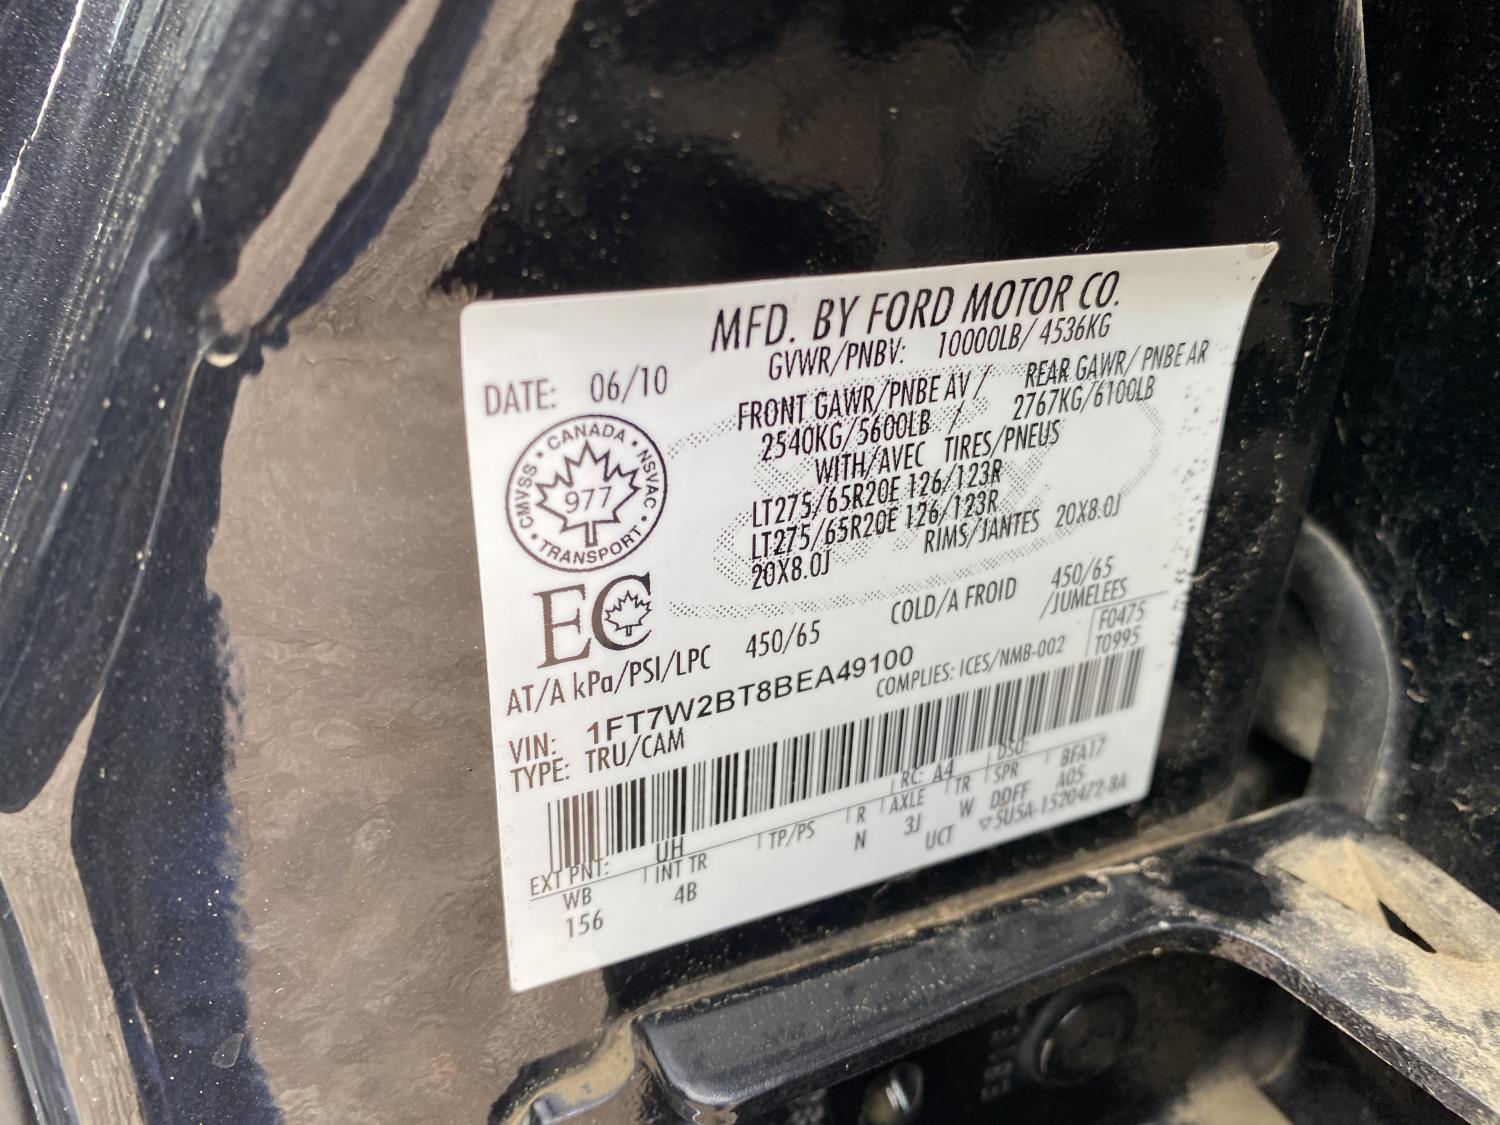 MFD. BY FORD MOTOR CO.
DATE: 06/10
GVWR/PNBV: 10000LB/ 4536KG
FRONT GAWR/PNBE AV / REAR GAWR/ PNBE AR
2540KG/5600LB / 2767KG/6100LB
WITH/AVEC TIRES/PNEUS
LT275/65R20E 126/123R
LT275/65R20E 126/123R
RIMS/JANTES 20X8.0J
20X8.0J
CMVSS • CANADA • NSVAC • TRANSPORT •
977
EC
AT/A kPa/PSI/LPC 450/65 COLD/A FROID 450/65
/JUMELEES
VIN: 1FT7W2BT8BEA49100
COMPLIES: ICES/NMB-002
F0475
T0995
TYPE: TRU/CAM
EXT PNT: UH RC: A4 DSO:
WB INT TR TP/PS R AXLE TR SPR BFA17
156 4B N 3J W DDFF A05
UCT ▽5U5A-1520472-BA